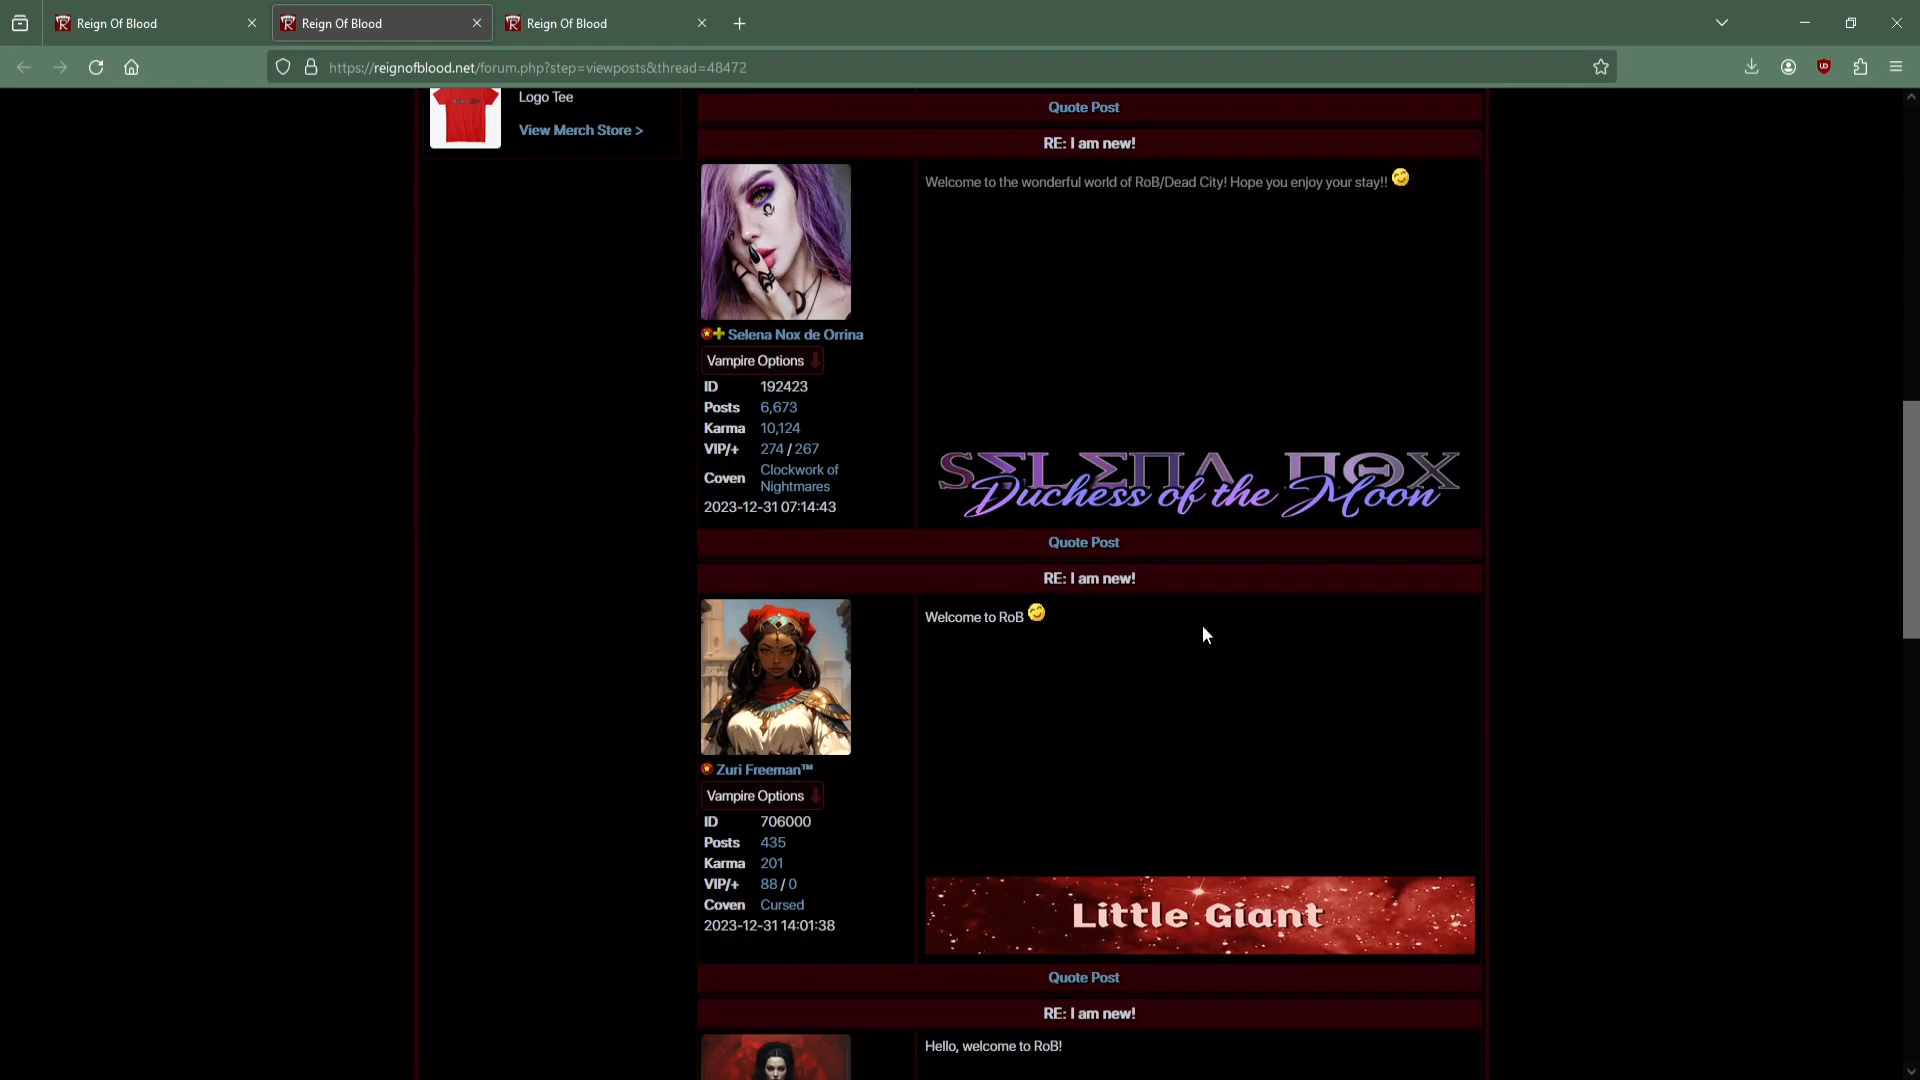 Reign Of Blood
Reign Of Blood
Reign Of Blood
https://reignofblood.net/forum.php?step=viewposts&thread=48472
Logo Tee
View Merch Store >
Quote Post
RE: I am new!
Welcome to the wonderful world of RoB/Dead City! Hope you enjoy your stay!!
Selena Nox de Orrina
Vampire Options
ID 192423
Posts 6,673
Karma 10,124
VIP/+ 274 / 267
Coven Clockwork of
Nightmares
2023-12-31 07:14:43
SΣLΣΠΛ ΠΘX
Duchess of the Moon
Quote Post
RE: I am new!
Welcome to RoB
Zuri Freeman™
Vampire Options
ID 706000
Posts 435
Karma 201
VIP/+ 88 / 0
Coven Cursed
2023-12-31 14:01:38
Little Giant
Quote Post
RE: I am new!
Hello, welcome to RoB!